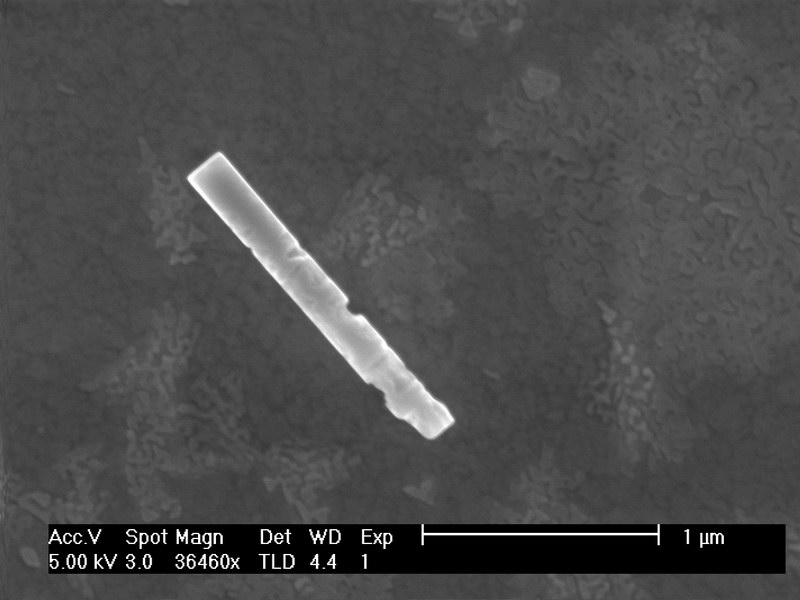 Acc.V Spot Magn Det WD Exp 1 µm
5.00 kV 3.0 36460x TLD 4.4 1